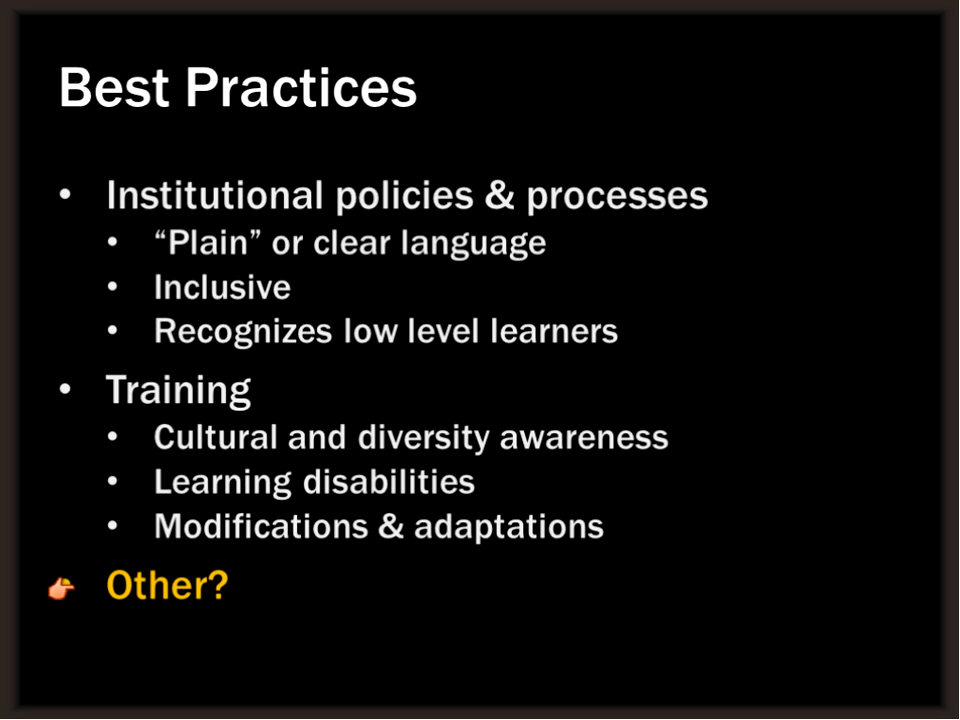 Best Practices
• Institutional policies & processes
• “Plain” or clear language
• Inclusive
• Recognizes low level learners
• Training
• Cultural and diversity awareness
• Learning disabilities
• Modifications & adaptations
Other?